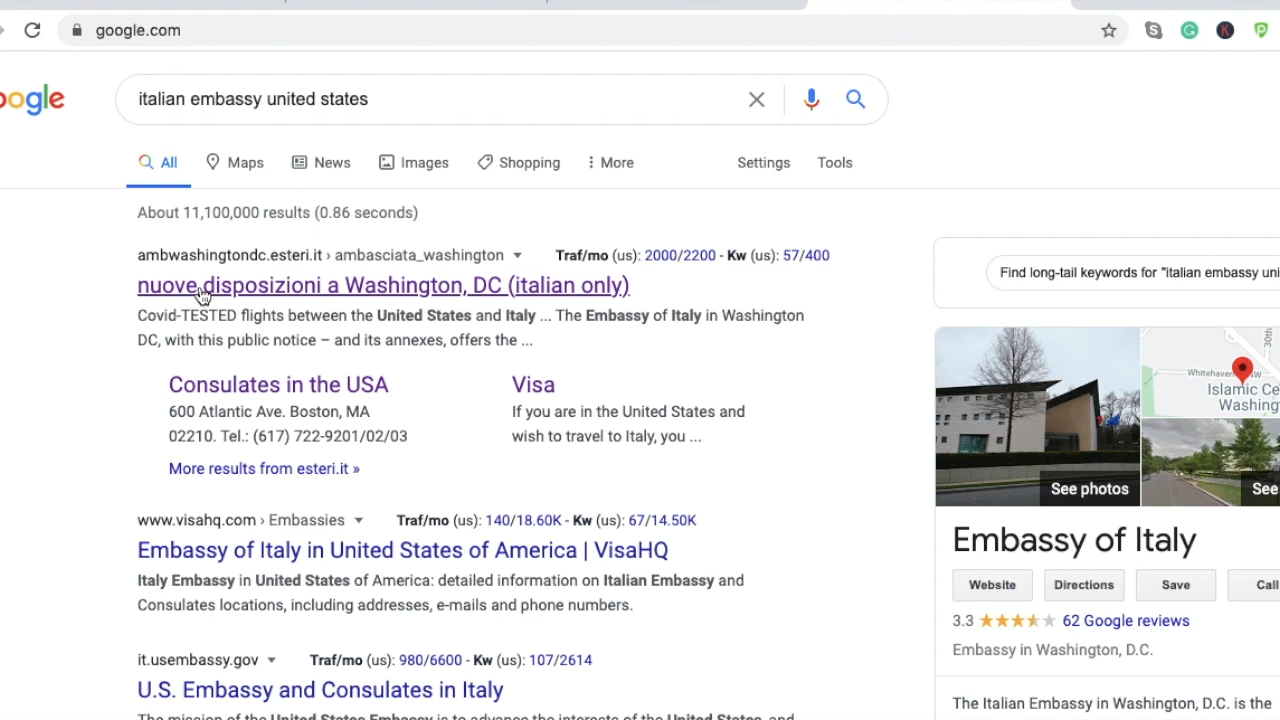 google.com
oogle
italian embassy united states
All Maps News Images Shopping More Settings Tools
About 11,100,000 results (0.86 seconds)
ambwashingtondc.esteri.it › ambasciata_washington Traf/mo (us): 2000/2200 - Kw (us): 57/400
nuove disposizioni a Washington, DC (italian only)
Covid-TESTED flights between the United States and Italy ... The Embassy of Italy in Washington
DC, with this public notice – and its annexes, offers the ...
Consulates in the USA
600 Atlantic Ave. Boston, MA
02210. Tel.: (617) 722-9201/02/03
Visa
If you are in the United States and
wish to travel to Italy, you ...
More results from esteri.it »
www.visahq.com › Embassies Traf/mo (us): 140/18.60K - Kw (us): 67/14.50K
Embassy of Italy in United States of America | VisaHQ
Italy Embassy in United States of America: detailed information on Italian Embassy and
Consulates locations, including addresses, e-mails and phone numbers.
it.usembassy.gov Traf/mo (us): 980/6600 - Kw (us): 107/2614
U.S. Embassy and Consulates in Italy
The mission of the United States Embassy is to advance the interests of the United States, and
Find long-tail keywords for "italian embassy uni
30th
Whitehaven
NW
Islamic Ce
Washing
See photos
See
Embassy of Italy
Website Directions Save Call
3.3 62 Google reviews
Embassy in Washington, D.C.
The Italian Embassy in Washington, D.C. is the